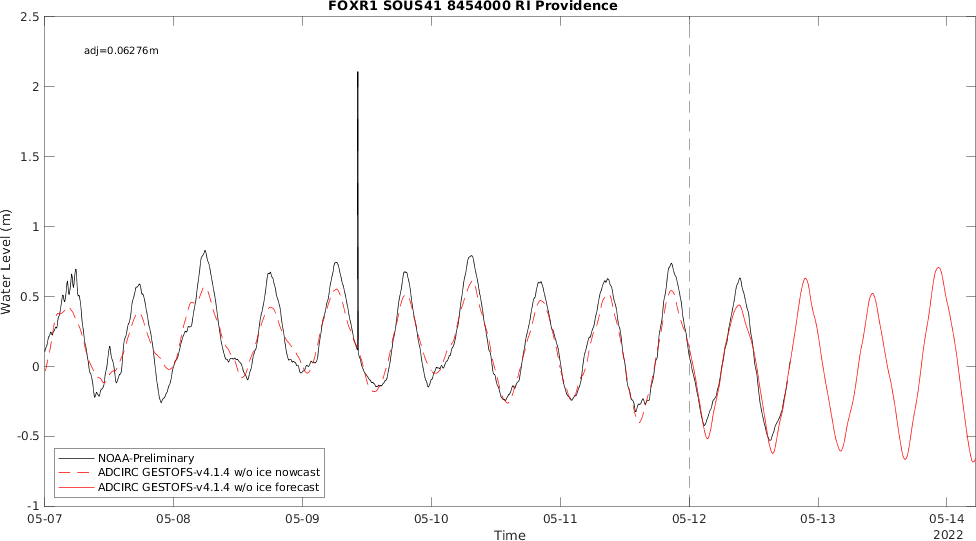 FOXR1 SOUS41 8454000 RI Providence
2.5
adj=0.06276m
2
1.5
1
0.5
0
-0.5
-1
Water Level (m)
NOAA-Preliminary
ADCIRC GESTOFS-v4.1.4 w/o ice nowcast
ADCIRC GESTOFS-v4.1.4 w/o ice forecast
05-07 05-08 05-09 05-10 05-11 05-12 05-13 05-14
Time
2022